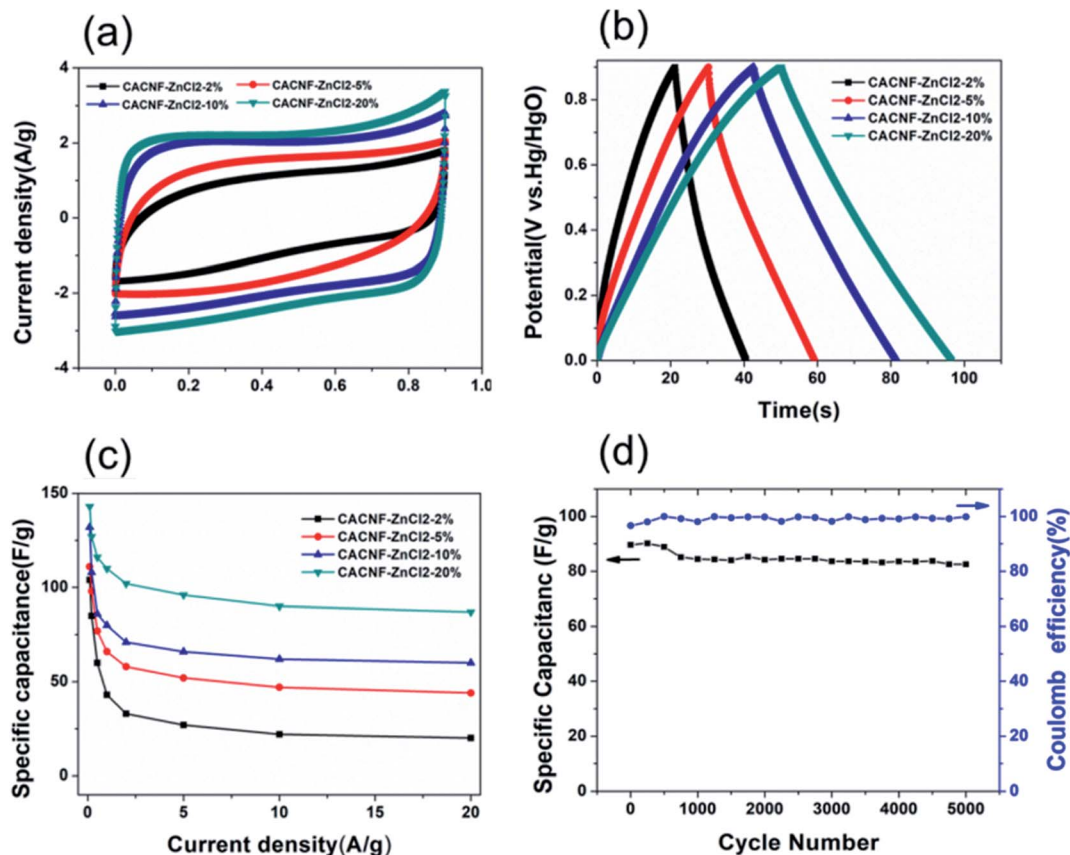 (a)
CACNF-ZnCl2-2% CACNF-ZnCl2-5%
CACNF-ZnCl2-10% CACNF-ZnCl2-20%
Current density(A/g)
4
2
0
-2
-4
0.0 0.2 0.4 0.6 0.8 1.0
(b)
CACNF-ZnCl2-2%
CACNF-ZnCl2-5%
CACNF-ZnCl2-10%
CACNF-ZnCl2-20%
Potential(V vs.Hg/HgO)
0.8
0.6
0.4
0.2
0.0
0 20 40 60 80 100
Time(s)
(c)
CACNF-ZnCl2-2%
CACNF-ZnCl2-5%
CACNF-ZnCl2-10%
CACNF-ZnCl2-20%
Specific capacitance(F/g)
150
100
50
0
0 5 10 15 20
Current density(A/g)
(d)
Specific Capacitanc (F/g)
100
80
60
40
20
0
0 1000 2000 3000 4000 5000
Cycle Number
100
80
60
40
20
0
Coulomb efficiency(%)